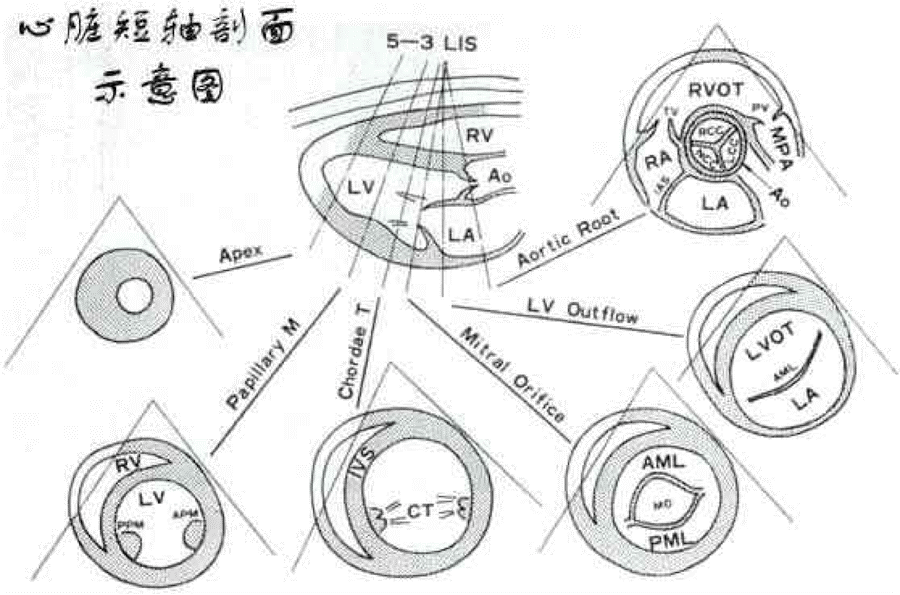 心脏短轴剖面
示意图
5—3 LIS
RV
LV
Ao
LA
RVOT
TV
PV
RCC
NCC
LCC
MPA
RA
IAS
LA
Ao
Apex
Papillary M
Chordae T
Mitral Orifice
LV Outflow
Aortic Root
LVOT
AML
LA
RV
LV
PPM
APM
IVS
CT
AML
MO
PML